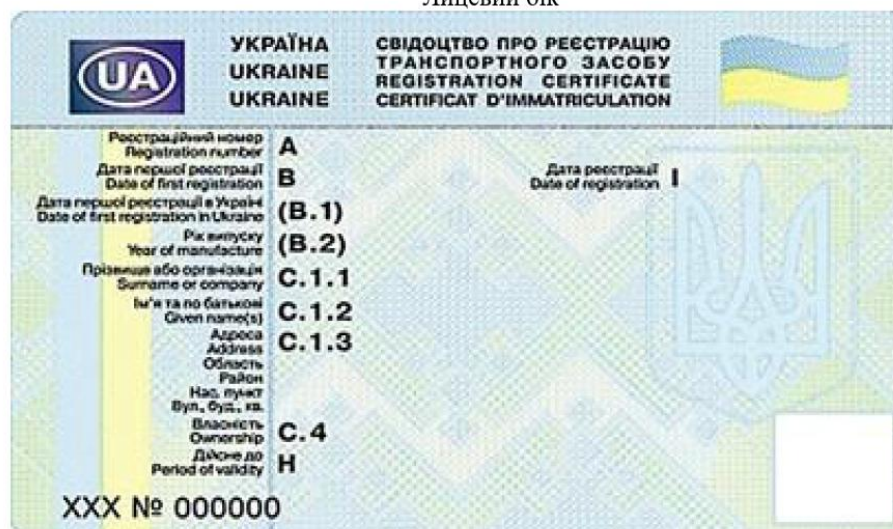 Лицевий бік
UA
УКРАЇНА
UKRAINE
UKRAINE
СВІДОЦТВО ПРО РЕЄСТРАЦІЮ
ТРАНСПОРТНОГО ЗАСОБУ
REGISTRATION CERTIFICATE
CERTIFICAT D'IMMATRICULATION
Реєстраційний номер
Registration number A
Дата першої реєстрації
Date of first registration B
Дата реєстрації
Date of registration I
Дата першої реєстрації в Україні
Date of first registration in Ukraine (B.1)
Рік випуску
Year of manufacture (B.2)
Прізвище або організація
Surname or company C.1.1
Ім'я та по батькові
Given name(s) C.1.2
Адреса
Address C.1.3
Область
Район
Нас. пункт
Вул., буд., кв.
Власність
Ownership C.4
Дійсне до
Period of validity H
XXX № 000000